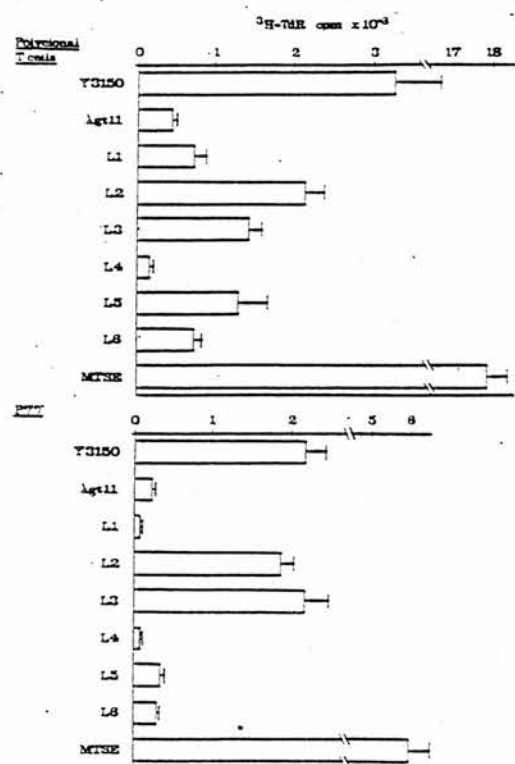 ³H-TdR cpm x10⁻³
Polyclonal
T cells
0 1 2 3 17 18
Y3150
λgt11
L1
L2
L3
L4
L5
L6
MTSE
0 1 2 5 6
Y3150
λgt11
L1
L2
L3
L4
L5
L6
MTSE